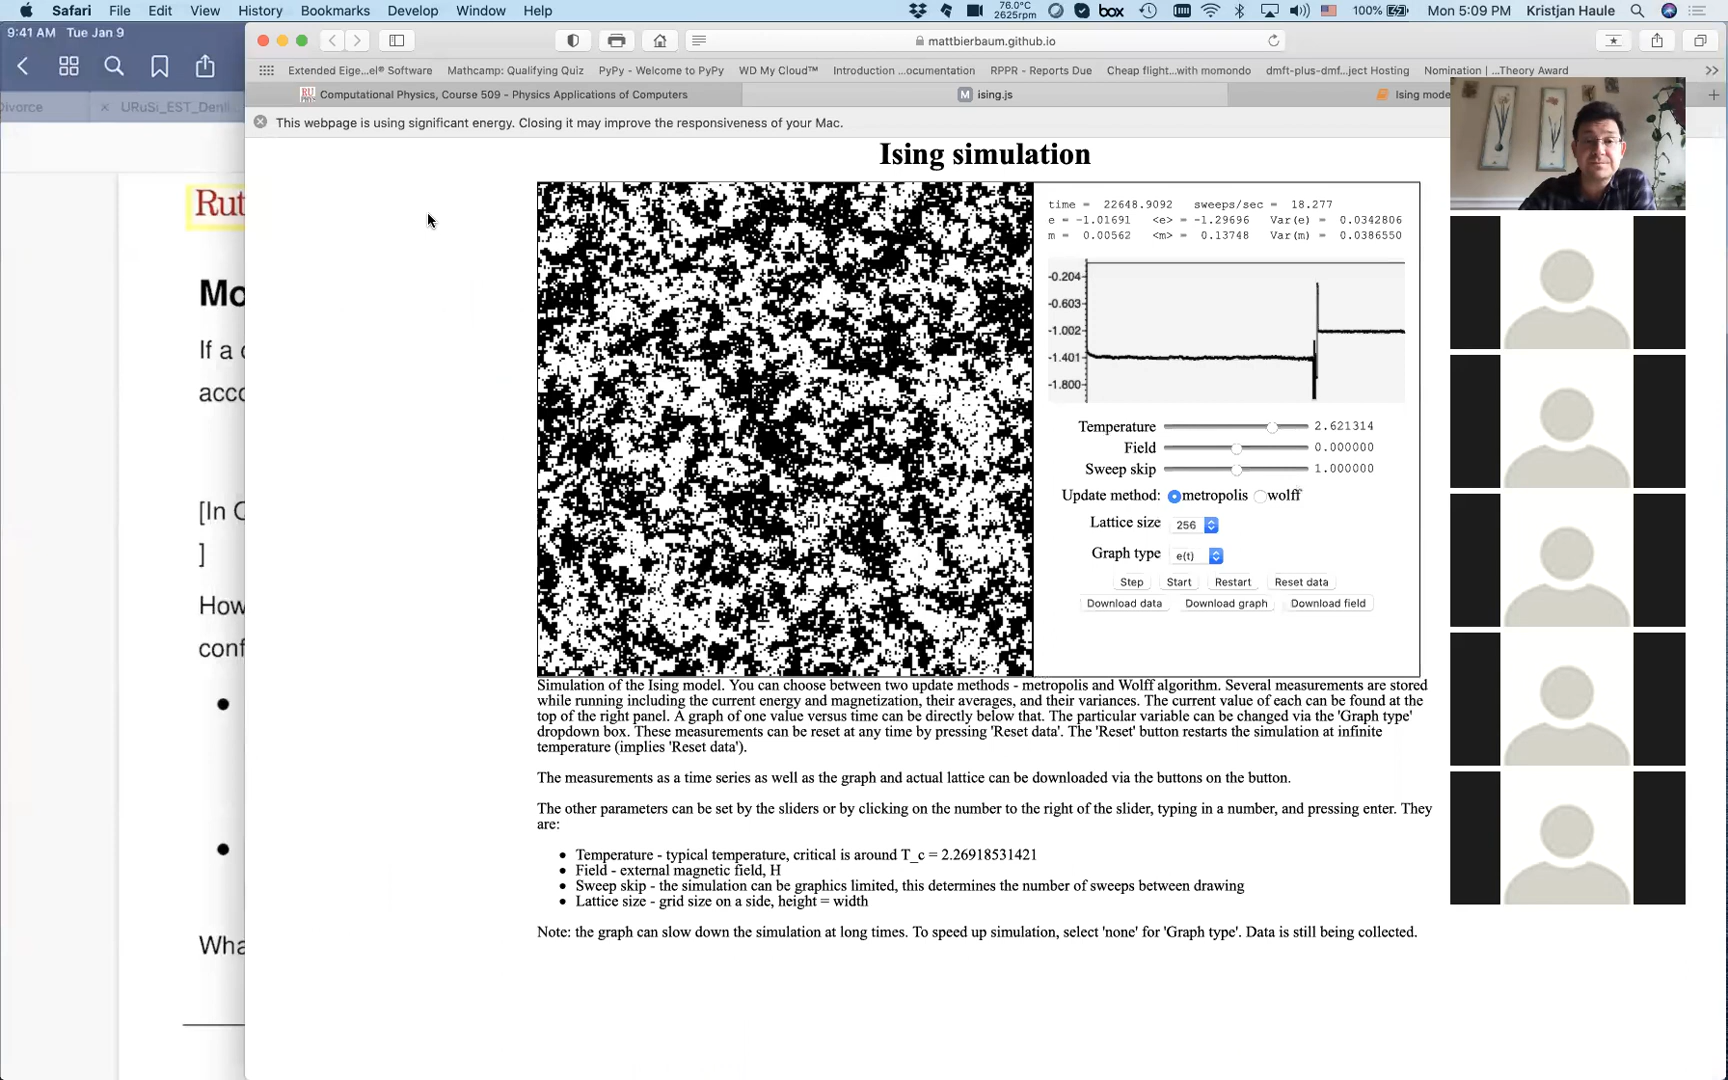 Safari File Edit View History Bookmarks Develop Window Help
76.0°C
2625rpm
box
100%
Mon 5:09 PM Kristjan Haule
9:41 AM Tue Jan 9
mattbierbaum.github.io
Extended Eige...el® Software Mathcamp: Qualifying Quiz PyPy - Welcome to PyPy WD My Cloud™ Introduction ...ocumentation RPPR - Reports Due Cheap flight...with momondo dmft-plus-dmf...ject Hosting Nomination |...Theory Award
Divorce
URuSi_EST_Denli
Computational Physics, Course 509 - Physics Applications of Computers
ising.js
Ising mode
This webpage is using significant energy. Closing it may improve the responsiveness of your Mac.
Rut
Mo
If a c
acco
[In C
]
How
conf
Wha
Ising simulation
time = 22648.9092 sweeps/sec = 18.277
e = -1.01691 <e> = -1.29696 Var(e) = 0.0342806
m = 0.00562 <m> = 0.13748 Var(m) = 0.0386550
-0.204
-0.603
-1.002
-1.401
-1.800
Temperature 2.621314
Field 0.000000
Sweep skip 1.000000
Update method: metropolis wolff
Lattice size 256
Graph type e(t)
Step Start Restart Reset data
Download data Download graph Download field
Simulation of the Ising model. You can choose between two update methods - metropolis and Wolff algorithm. Several measurements are stored
while running including the current energy and magnetization, their averages, and their variances. The current value of each can be found at the
top of the right panel. A graph of one value versus time can be directly below that. The particular variable can be changed via the 'Graph type'
dropdown box. These measurements can be reset at any time by pressing 'Reset data'. The 'Reset' button restarts the simulation at infinite
temperature (implies 'Reset data').
The measurements as a time series as well as the graph and actual lattice can be downloaded via the buttons on the button.
The other parameters can be set by the sliders or by clicking on the number to the right of the slider, typing in a number, and pressing enter. They
are:
• Temperature - typical temperature, critical is around T_c = 2.26918531421
• Field - external magnetic field, H
• Sweep skip - the simulation can be graphics limited, this determines the number of sweeps between drawing
• Lattice size - grid size on a side, height = width
Note: the graph can slow down the simulation at long times. To speed up simulation, select 'none' for 'Graph type'. Data is still being collected.